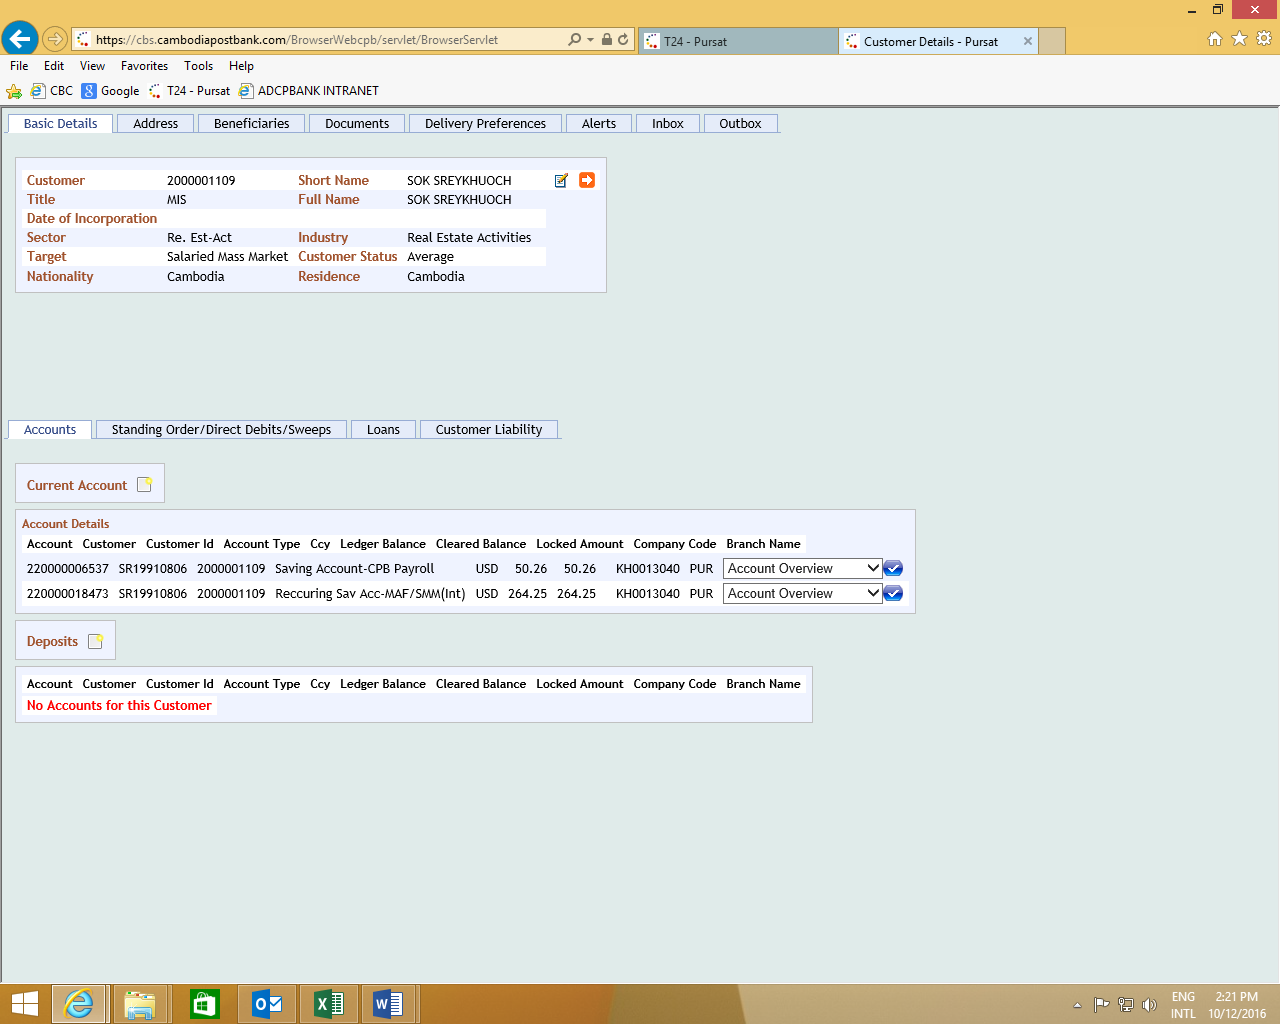 https://cbs.cambodiapostbank.com/BrowserWebcpb/servlet/BrowserServlet T24 - Pursat Customer Details - Pursat
File Edit View Favorites Tools Help
CBC Google T24 - Pursat ADCPBANK INTRANET
Basic Details Address Beneficiaries Documents Delivery Preferences Alerts Inbox Outbox
Customer 2000001109 Short Name SOK SREYKHUOCH
Title MIS Full Name SOK SREYKHUOCH
Date of Incorporation
Sector Re. Est-Act Industry Real Estate Activities
Target Salaried Mass Market Customer Status Average
Nationality Cambodia Residence Cambodia
Accounts Standing Order/Direct Debits/Sweeps Loans Customer Liability
Current Account
Account Details
Account Customer Customer Id Account Type Ccy Ledger Balance Cleared Balance Locked Amount Company Code Branch Name
220000006537 SR19910806 2000001109 Saving Account-CPB Payroll USD 50.26 50.26 KH0013040 PUR Account Overview
220000018473 SR19910806 2000001109 Reccuring Sav Acc-MAF/SMM(Int) USD 264.25 264.25 KH0013040 PUR Account Overview
Deposits
Account Customer Customer Id Account Type Ccy Ledger Balance Cleared Balance Locked Amount Company Code Branch Name
No Accounts for this Customer
ENG 2:21 PM
INTL 10/12/2016